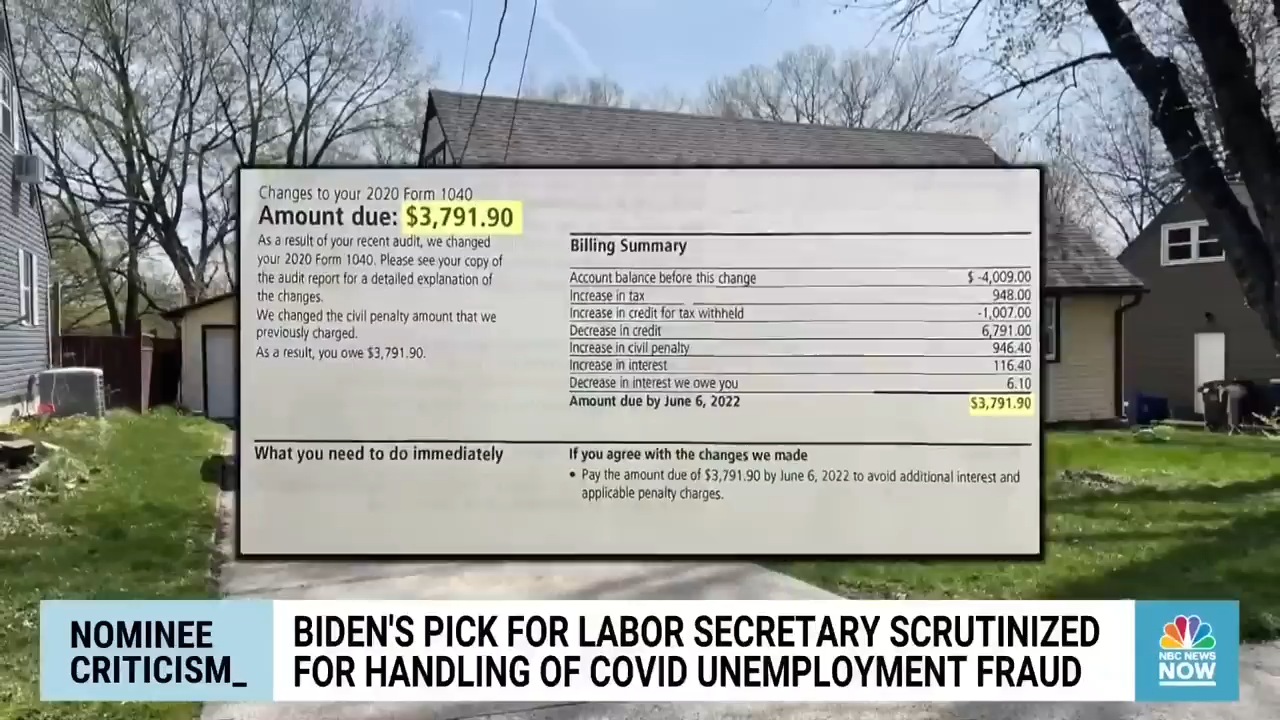 Changes to your 2020 Form 1040
Amount due: $3,791.90
As a result of your recent audit, we changed
your 2020 Form 1040. Please see your copy of
the audit report for a detailed explanation of
the changes.
We changed the civil penalty amount that we
previously charged.
As a result, you owe $3,791.90.
Billing Summary
Account balance before this change $ -4,009.00
Increase in tax 948.00
Increase in credit for tax withheld -1,007.00
Decrease in credit 6,791.00
Increase in civil penalty 946.40
Increase in interest 116.40
Decrease in interest we owe you 6.10
Amount due by June 6, 2022 $3,791.90
What you need to do immediately
If you agree with the changes we made
• Pay the amount due of $3,791.90 by June 6, 2022 to avoid additional interest and
applicable penalty charges.
NOMINEE
CRITICISM_
BIDEN'S PICK FOR LABOR SECRETARY SCRUTINIZED
FOR HANDLING OF COVID UNEMPLOYMENT FRAUD
NBC NEWS
NOW